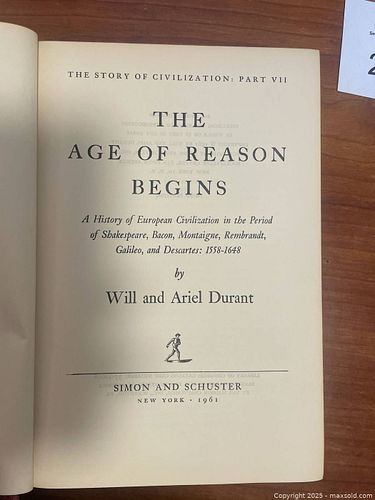 THE STORY OF CIVILIZATION: PART VII
THE
AGE OF REASON
BEGINS
A History of European Civilization in the Period
of Shakespeare, Bacon, Montaigne, Rembrandt,
Galileo, and Descartes: 1558-1648
by
Will and Ariel Durant
SIMON AND SCHUSTER
NEW YORK · 1961
Copyright © 2025 - maxsold.com